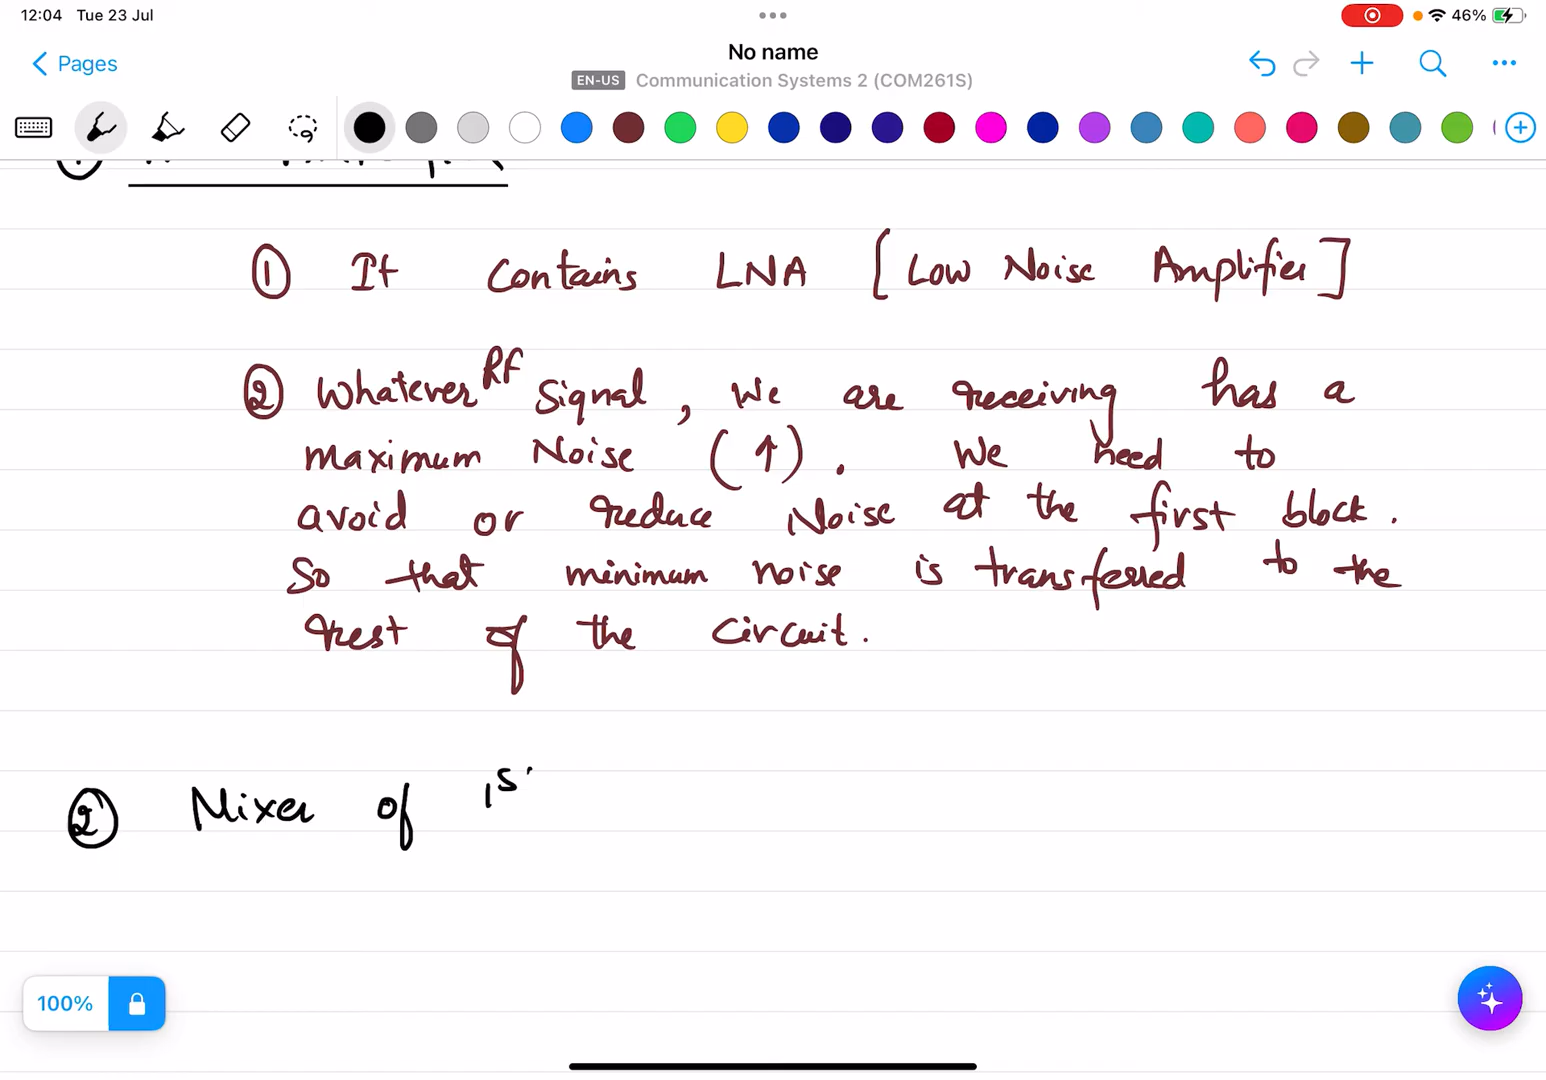 12:04 Tue 23 Jul
46%
Pages
No name
EN-US Communication Systems 2 (COM261S)
①
① It contains LNA [Low Noise Amplifier]
② Whatever RF signal, we are receiving has a
maximum Noise (↑). We need to
avoid or reduce Noise at the first block.
So that minimum noise is transferred to the
rest of the circuit.
② Mixer of 1s
100%